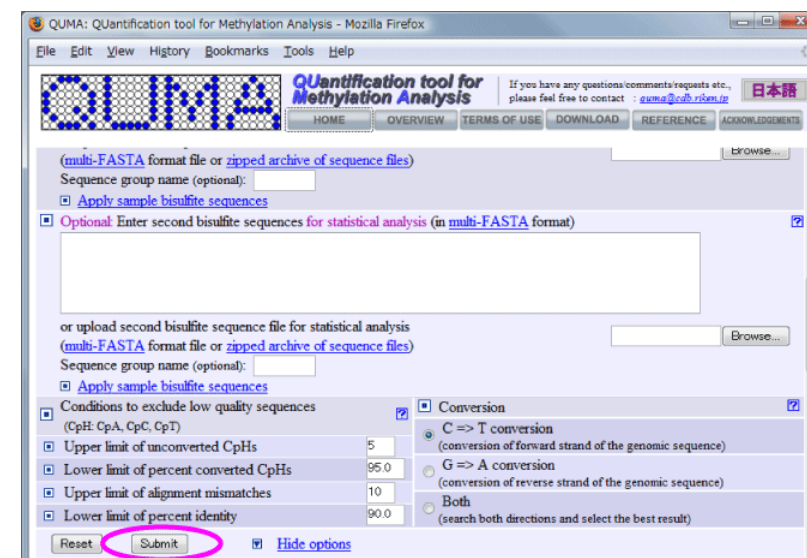 QUMA: QUantification tool for Methylation Analysis - Mozilla Firefox
File Edit View History Bookmarks Tools Help
QUMA
QUantification tool for
Methylation Analysis
If you have any questions/comments/requests etc.,
please feel free to contact : quma@cdb.riken.jp
日本語
HOME OVERVIEW TERMS OF USE DOWNLOAD REFERENCE ACKNOWLEDGEMENTS
(multi-FASTA format file or zipped archive of sequence files)
Browse...
Sequence group name (optional):
Apply sample bisulfite sequences
Optional: Enter second bisulfite sequences for statistical analysis (in multi-FASTA format)
?
or upload second bisulfite sequence file for statistical analysis
(multi-FASTA format file or zipped archive of sequence files)
Browse...
Sequence group name (optional):
Apply sample bisulfite sequences
Conditions to exclude low quality sequences
(CpH: CpA, CpC, CpT)
?
Upper limit of unconverted CpHs 5
Lower limit of percent converted CpHs 95.0
Upper limit of alignment mismatches 10
Lower limit of percent identity 90.0
Conversion
?
C => T conversion
(conversion of forward strand of the genomic sequence)
G => A conversion
(conversion of reverse strand of the genomic sequence)
Both
(search both directions and select the best result)
Reset Submit Hide options